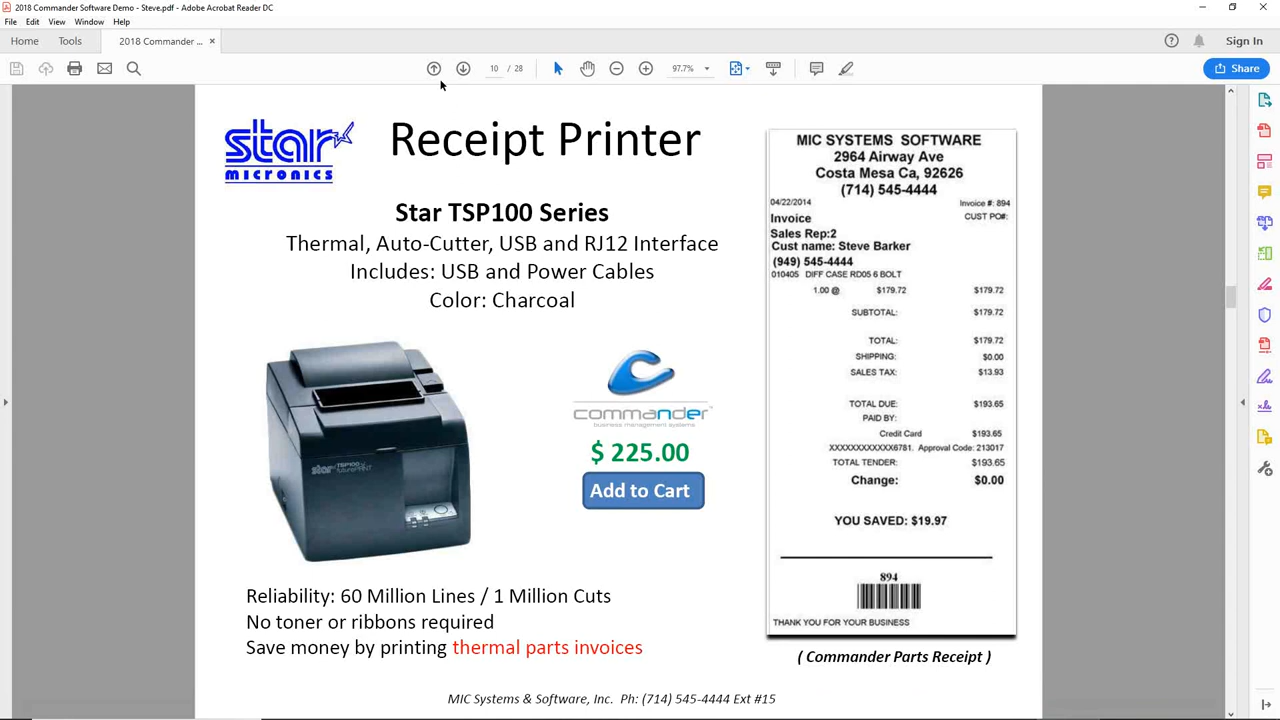 2018 Commander Software Demo - Steve.pdf - Adobe Acrobat Reader DC
File Edit View Window Help
Home Tools 2018 Commander ... ×
Sign In
10 / 28
97.7%
Share
star
micronics
Receipt Printer
Star TSP100 Series
Thermal, Auto-Cutter, USB and RJ12 Interface
Includes: USB and Power Cables
Color: Charcoal
star TSP100
futurePRNT
commander
business management systems
$ 225.00
Add to Cart
Reliability: 60 Million Lines / 1 Million Cuts
No toner or ribbons required
Save money by printing thermal parts invoices
MIC SYSTEMS SOFTWARE
2964 Airway Ave
Costa Mesa Ca, 92626
(714) 545-4444
04/22/2014 Invoice #: 894
Invoice CUST PO#:
Sales Rep:2
Cust name: Steve Barker
(949) 545-4444
010405 DIFF CASE RD05 6 BOLT
1.00 @ $179.72 $179.72
SUBTOTAL: $179.72
TOTAL: $179.72
SHIPPING: $0.00
SALES TAX: $13.93
TOTAL DUE: $193.65
PAID BY:
Credit Card $193.65
XXXXXXXXXXXX6781. Approval Code: 213017
TOTAL TENDER: $193.65
Change: $0.00
YOU SAVED: $19.97
894
THANK YOU FOR YOUR BUSINESS
( Commander Parts Receipt )
MIC Systems & Software, Inc. Ph: (714) 545-4444 Ext #15